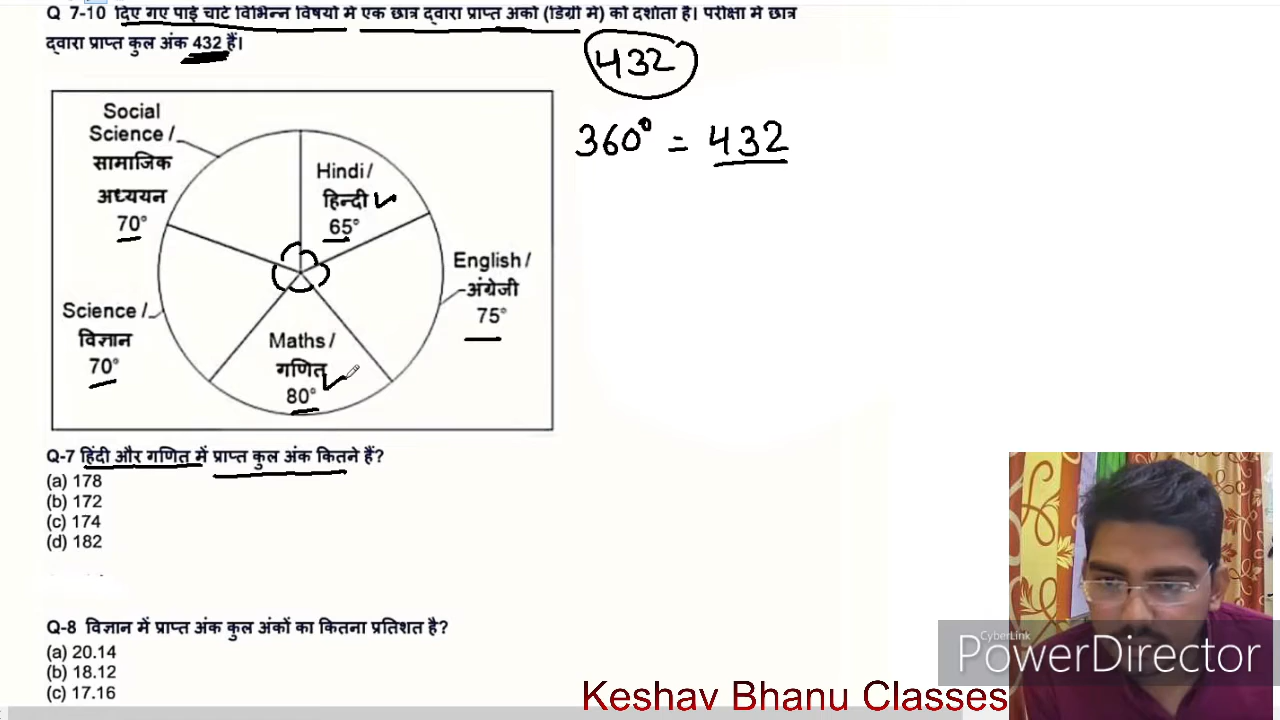 Q 7-10 दिए गए पाई चार्ट विभिन्न विषयों में एक छात्र द्वारा प्राप्त अंकों (डिग्री में) को दर्शाता है। परीक्षा में छात्र
द्वारा प्राप्त कुल अंक 432 हैं।
432
360° = 432
Social
Science /
सामाजिक
अध्ययन
70°
Hindi /
हिन्दी
65°
English /
अंग्रेजी
75°
Science /
विज्ञान
70°
Maths /
गणित
80°
Q-7 हिंदी और गणित में प्राप्त कुल अंक कितने हैं?
(a) 178
(b) 172
(c) 174
(d) 182
Q-8 विज्ञान में प्राप्त अंक कुल अंकों का कितना प्रतिशत है?
(a) 20.14
(b) 18.12
(c) 17.16
CyberLink
PowerDirector
Keshav Bhanu Classes